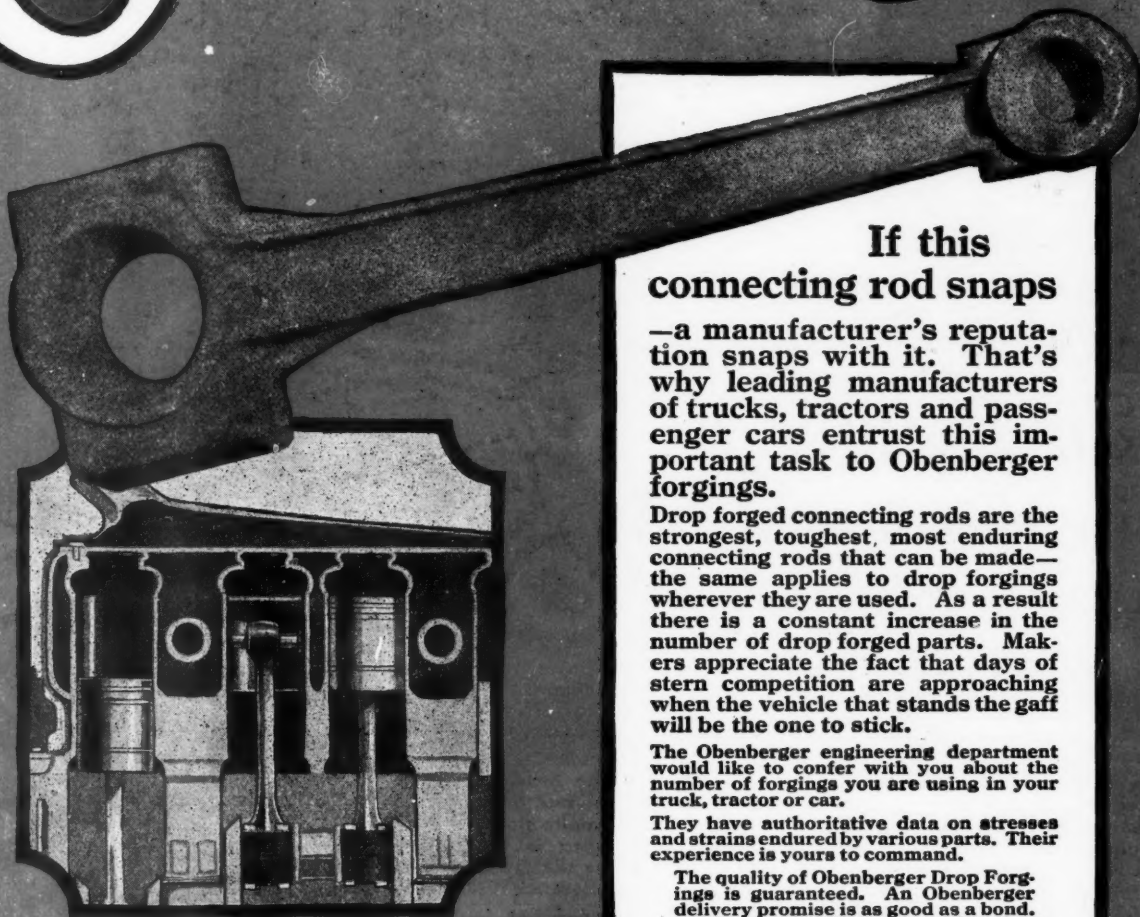 If this
connecting rod snaps
—a manufacturer's reputa-
tion snaps with it. That's
why leading manufacturers
of trucks, tractors and pass-
enger cars entrust this im-
portant task to Obenberger
forgings.
Drop forged connecting rods are the
strongest, toughest, most enduring
connecting rods that can be made—
the same applies to drop forgings
wherever they are used. As a result
there is a constant increase in the
number of drop forged parts. Mak-
ers appreciate the fact that days of
stern competition are approaching
when the vehicle that stands the gaff
will be the one to stick.
The Obenberger engineering department
would like to confer with you about the
number of forgings you are using in your
truck, tractor or car.
They have authoritative data on stresses
and strains endured by various parts. Their
experience is yours to command.
The quality of Obenberger Drop Forg-
ings is guaranteed. An Obenberger
delivery promise is as good as a bond.